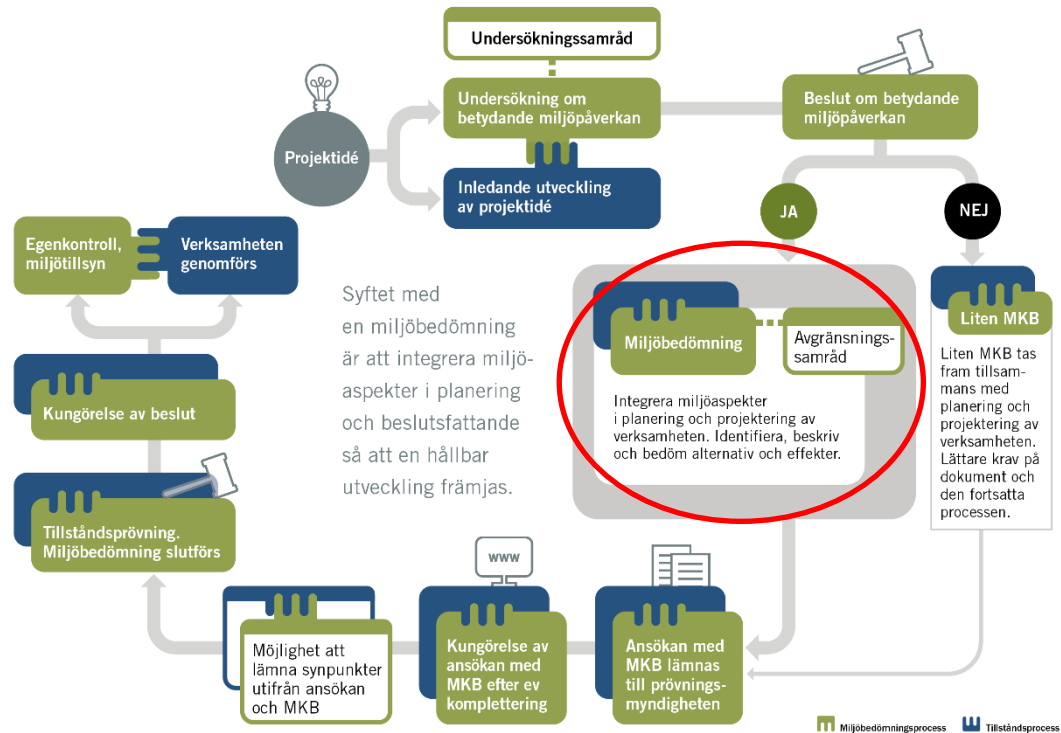 Undersökningssamråd
Projektidé
Undersökning om
betydande miljöpåverkan
Inledande utveckling
av projektidé
Beslut om betydande
miljöpåverkan
JA
NEJ
Miljöbedömning
Avgränsnings-
samråd
Integrera miljöaspekter
i planering och projektering av
verksamheten. Identifiera, beskriv
och bedöm alternativ och effekter.
Liten MKB
Liten MKB tas
fram tillsam-
mans med
planering och
projektering av
verksamheten.
Lättare krav på
dokument och
den fortsatta
processen.
Ansökan med
MKB lämnas
till prövnings-
myndigheten
www
Kungörelse av
ansökan med
MKB efter ev
komplettering
Möjlighet att
lämna synpunkter
utifrån ansökan
och MKB
Tillståndsprövning.
Miljöbedömning slutförs
Kungörelse av beslut
Egenkontroll,
miljötillsyn
Verksamheten
genomförs
Syftet med
en miljöbedömning
är att integrera miljö-
aspekter i planering
och beslutsfattande
så att en hållbar
utveckling främjas.
Miljöbedömningsprocess
Tillståndsprocess